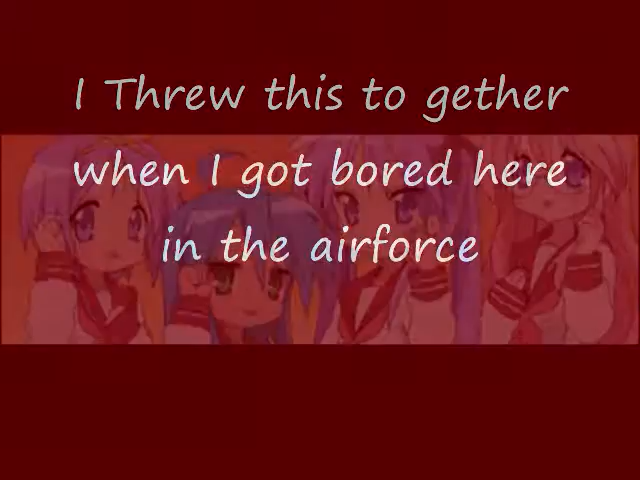 I Threw this to gether
when I got bored here
in the airforce